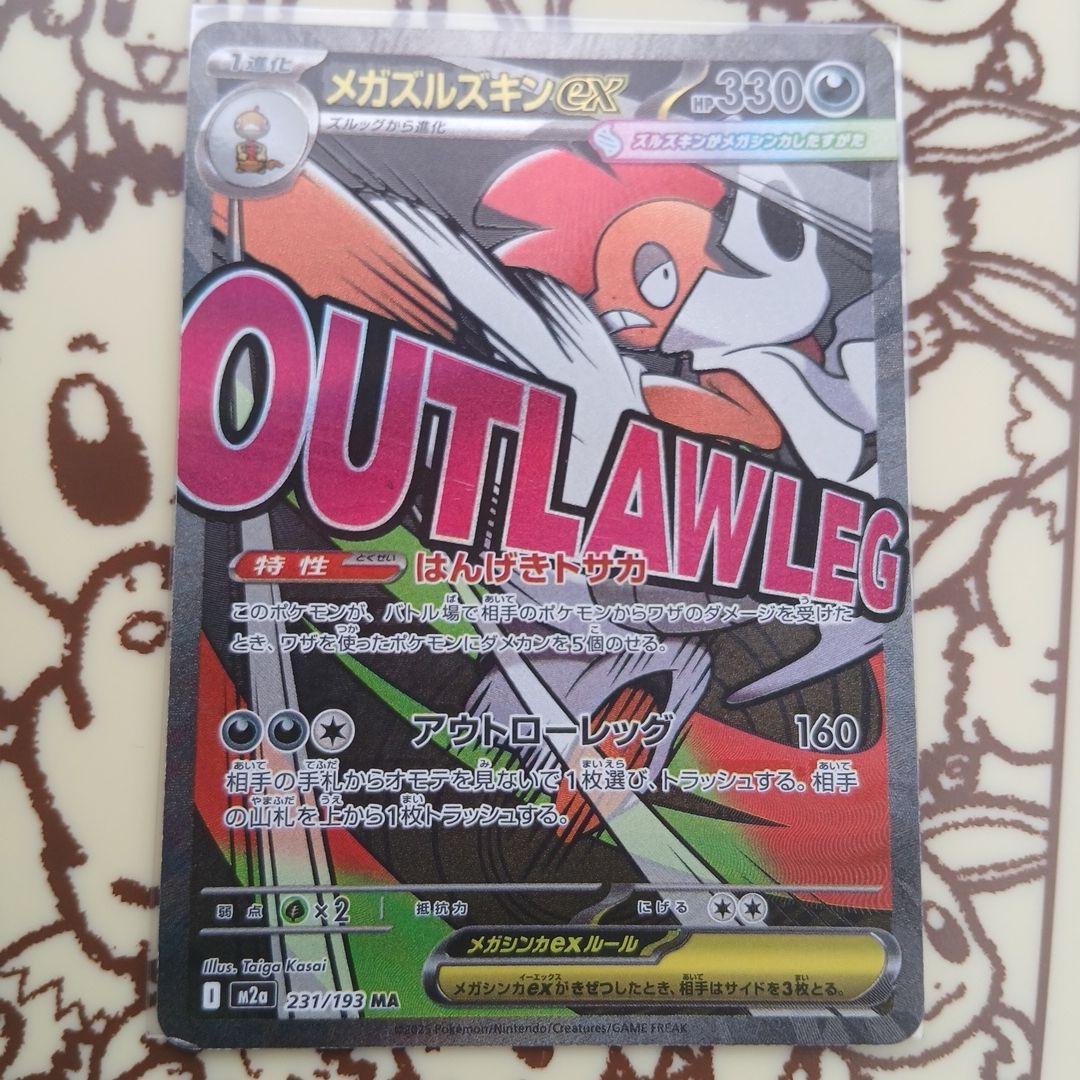 1進化
メガズルズキンex
HP330
ズルッグから進化
ズルズキンがメガシンカしたすがた
OUTLAW LEG
特性
とくせい
はんげきトサカ
このポケモンが、バトル場で相手のポケモンからワザのダメージを受けた
とき、ワザを使ったポケモンにダメカンを5個のせる。
アウトローレッグ 160
相手の手札からオモテを見ないで1枚選び、トラッシュする。相手
の山札を上から1枚トラッシュする。
弱点 ×2 抵抗力 にげる
メガシンカexルール
メガシンカexがきぜつしたとき、相手はサイドを3枚とる。
Illus. Taiga Kasai
I M2a 231/193 MA
©2025 Pokémon/Nintendo/Creatures/GAME FREAK